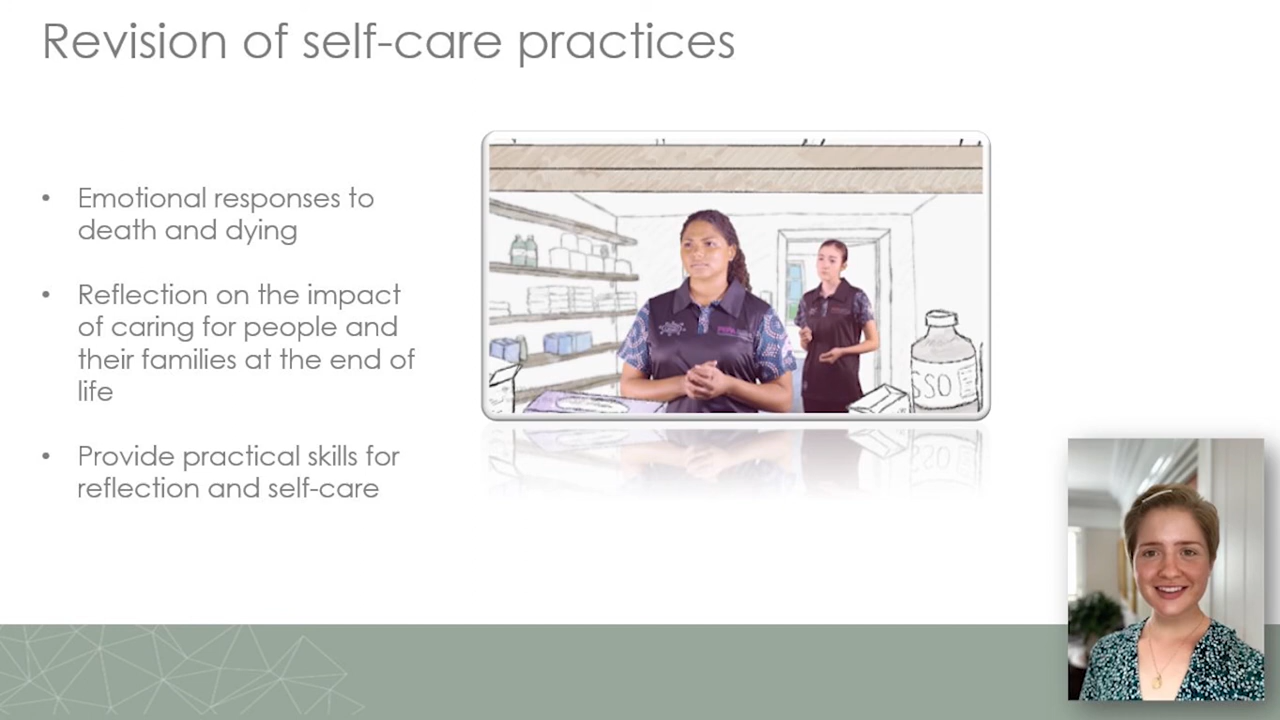 Revision of self-care practices
• Emotional responses to
death and dying
• Reflection on the impact
of caring for people and
their families at the end of
life
• Provide practical skills for
reflection and self-care
SSO